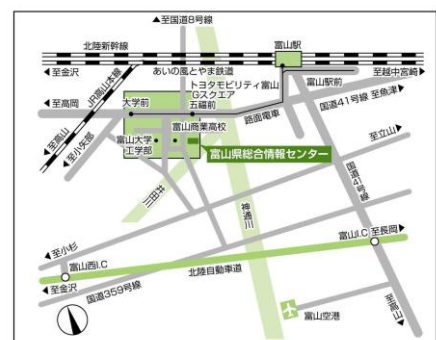 ▲至国道8号線
北陸新幹線
富山駅
◀至金沢
あいの風とやま鉄道
▶至越中宮崎
トヨタモビリティ富山
Gスクエア
JR高山本線
富山駅前
国道41号線
至魚津
◀至高岡
大学前
五福前
路面電車
至立山▶
◀至高山
◀至小矢部
富山商業高校
富山大学
工学部
富山県総合情報センター
国道41号線
神通川
◀至小杉
富山I.C
至長岡▶
富山西I.C
北陸自動車道
◀至金沢
国道359号線
富山空港
至高山▶